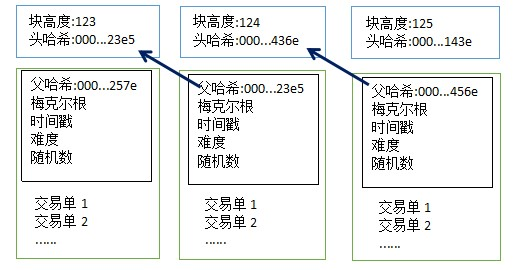 块高度:123
头哈希:000...23e5
父哈希:000...257e
梅克尔根
时间戳
难度
随机数
交易单 1
交易单 2
......
块高度:124
头哈希:000...436e
父哈希:000...23e5
梅克尔根
时间戳
难度
随机数
交易单 1
交易单 2
......
块高度:125
头哈希:000...143e
父哈希:000...456e
梅克尔根
时间戳
难度
随机数
交易单 1
交易单 2
......